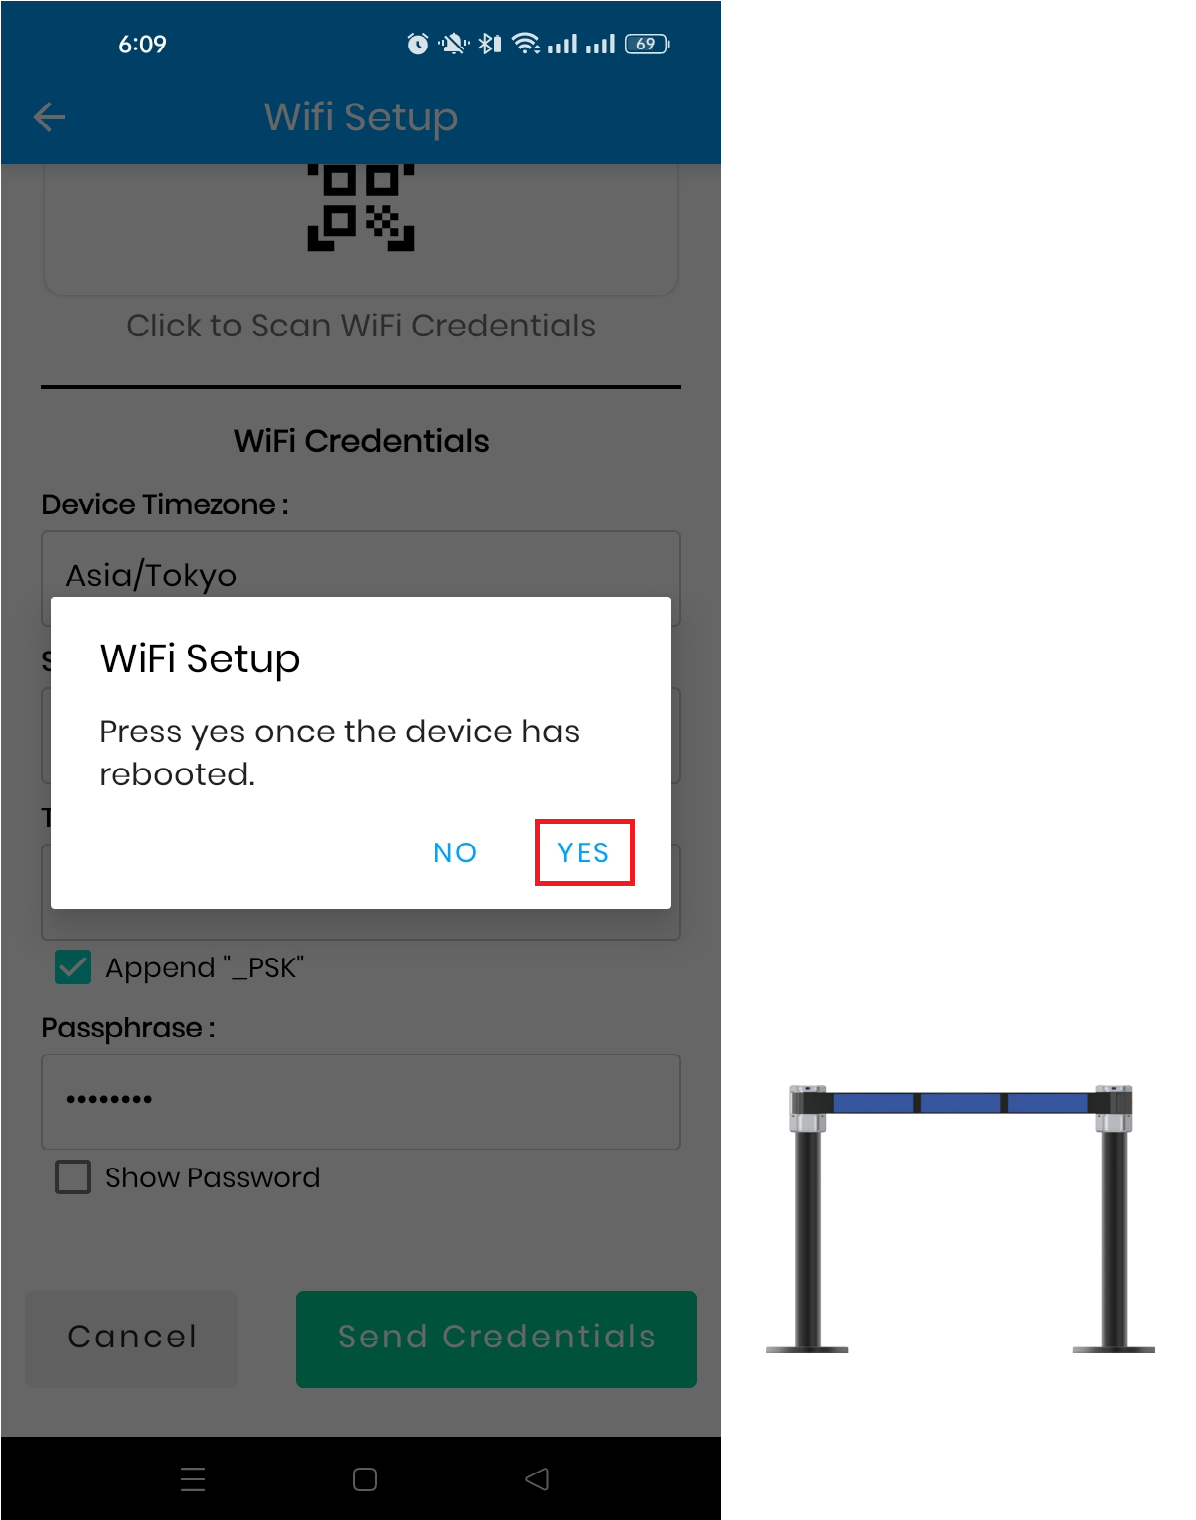 6:09
69
Wifi Setup
Click to Scan WiFi Credentials
WiFi Credentials
Device Timezone :
Asia/Tokyo
WiFi Setup
Press yes once the device has
rebooted.
NO
YES
Append "_PSK"
Passphrase :
••••••••
Show Password
Cancel
Send Credentials